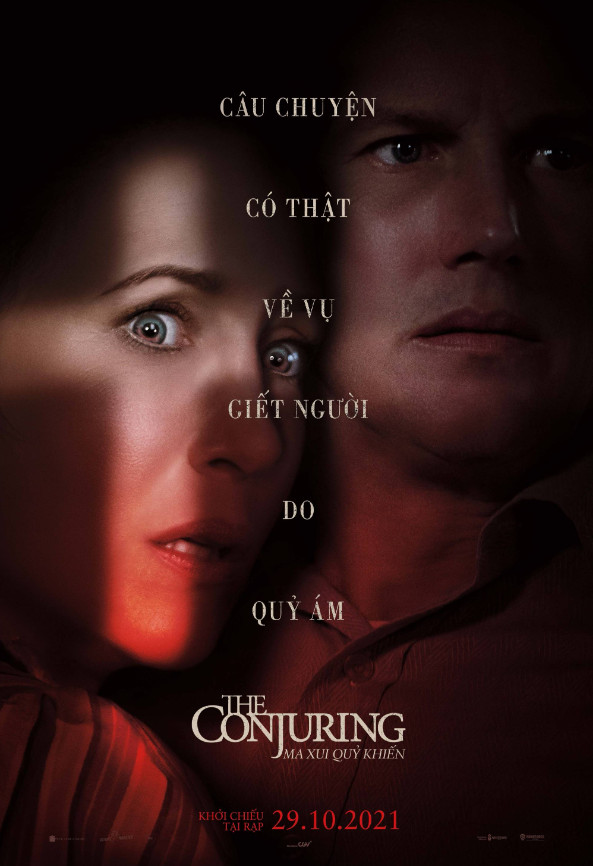 CÂU CHUYỆN
CÓ THẬT
VỀ VỤ
GIẾT NGƯỜI
DO
QUỶ ÁM
THE
CONJURING
MA XUI QUỶ KHIẾN
KHỞI CHIẾU
TẠI RẠP
29.10.2021